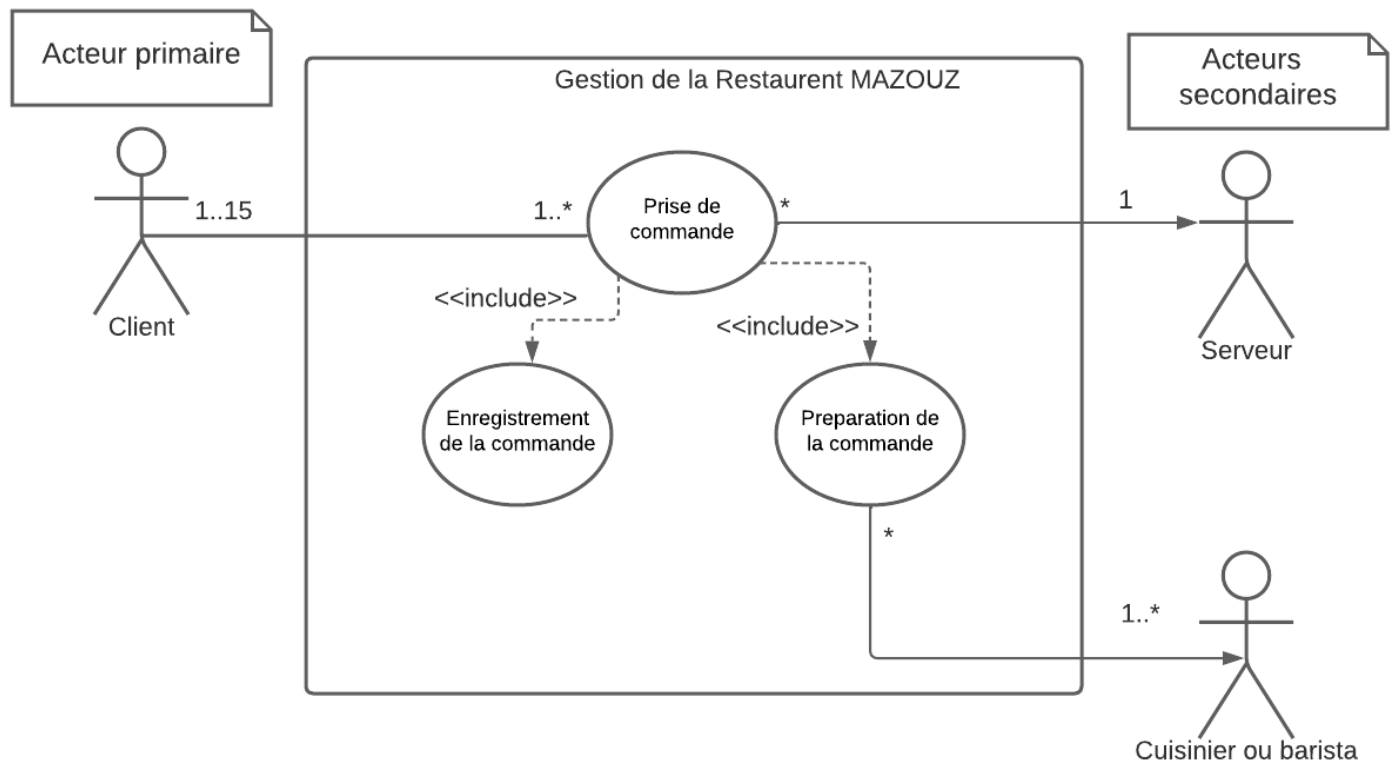 Acteur primaire
Gestion de la Restaurent MAZOUZ
Acteurs
secondaires
1..15
1..*
Prise de
commande
*
1
Client
<<include>>
<<include>>
Serveur
Enregistrement
de la commande
Preparation de
la commande
*
1..*
Cuisinier ou barista